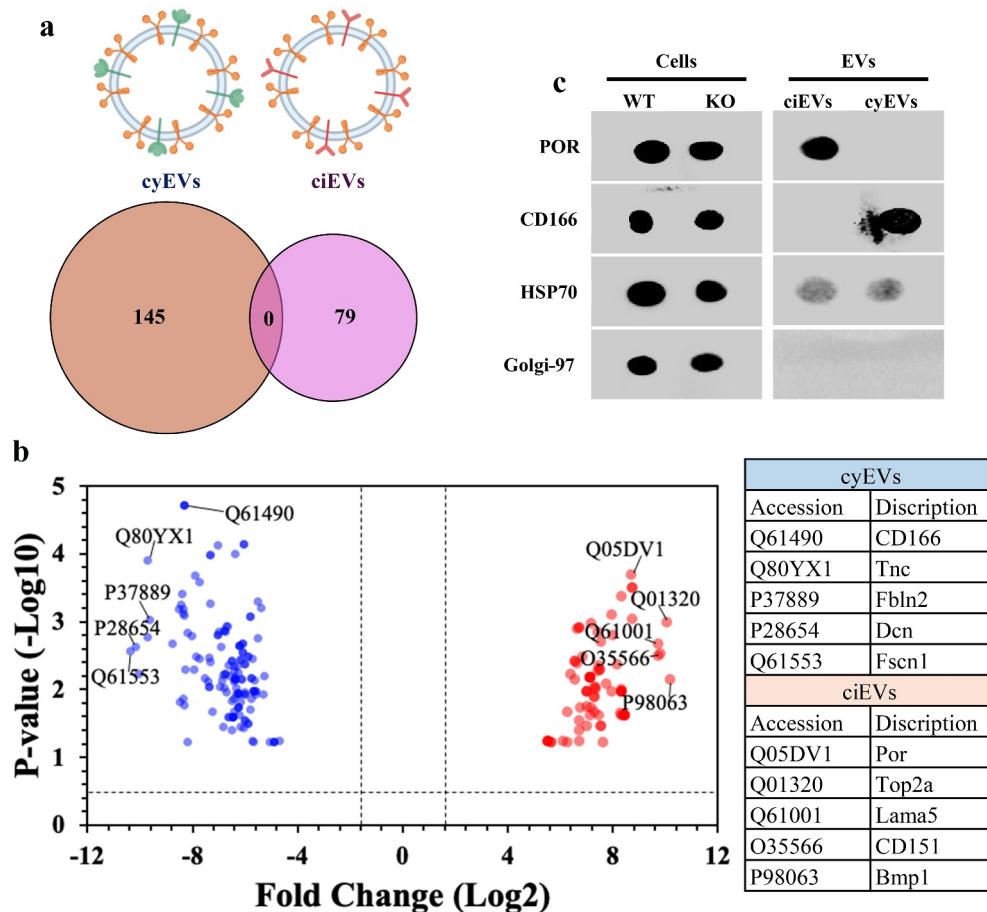 a
cyEVs
ciEVs
145
0
79
c
Cells
EVs
WT
KO
ciEVs
cyEVs
POR
CD166
HSP70
Golgi-97
b
P-value (-Log10)
5
4
3
2
1
0
-12
-8
-4
0
4
8
12
Fold Change (Log2)
Q61490
Q80YX1
P37889
P28654
Q61553
Q05DV1
Q01320
Q61001
O35566
P98063
cyEVs
Accession Discription
Q61490 CD166
Q80YX1 Tnc
P37889 Fbln2
P28654 Dcn
Q61553 Fscn1
ciEVs
Accession Discription
Q05DV1 Por
Q01320 Top2a
Q61001 Lama5
O35566 CD151
P98063 Bmp1